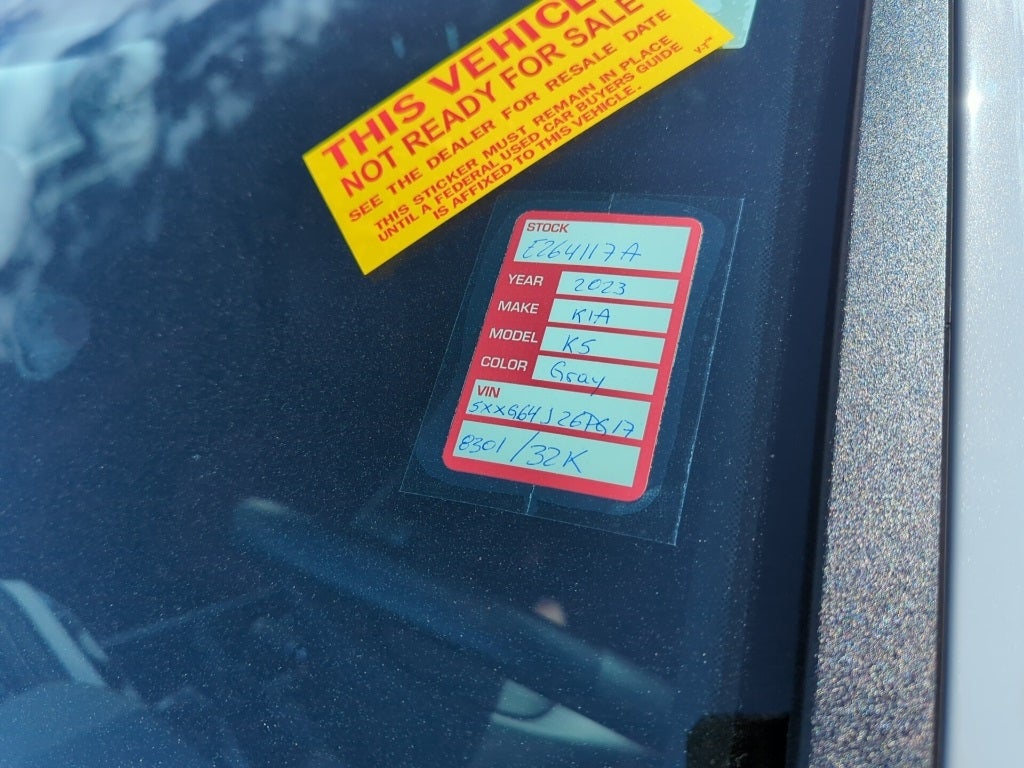 THIS VEHICLE
NOT READY FOR SALE
SEE THE DEALER FOR RESALE DATE
THIS STICKER MUST REMAIN IN PLACE
UNTIL A FEDERAL USED CAR BUYERS GUIDE
IS AFFIXED TO THIS VEHICLE.
V-T™
STOCK
E264117A
YEAR 2023
MAKE KIA
MODEL K5
COLOR Gray
VIN
5XXG64J26PG17
8301/32K